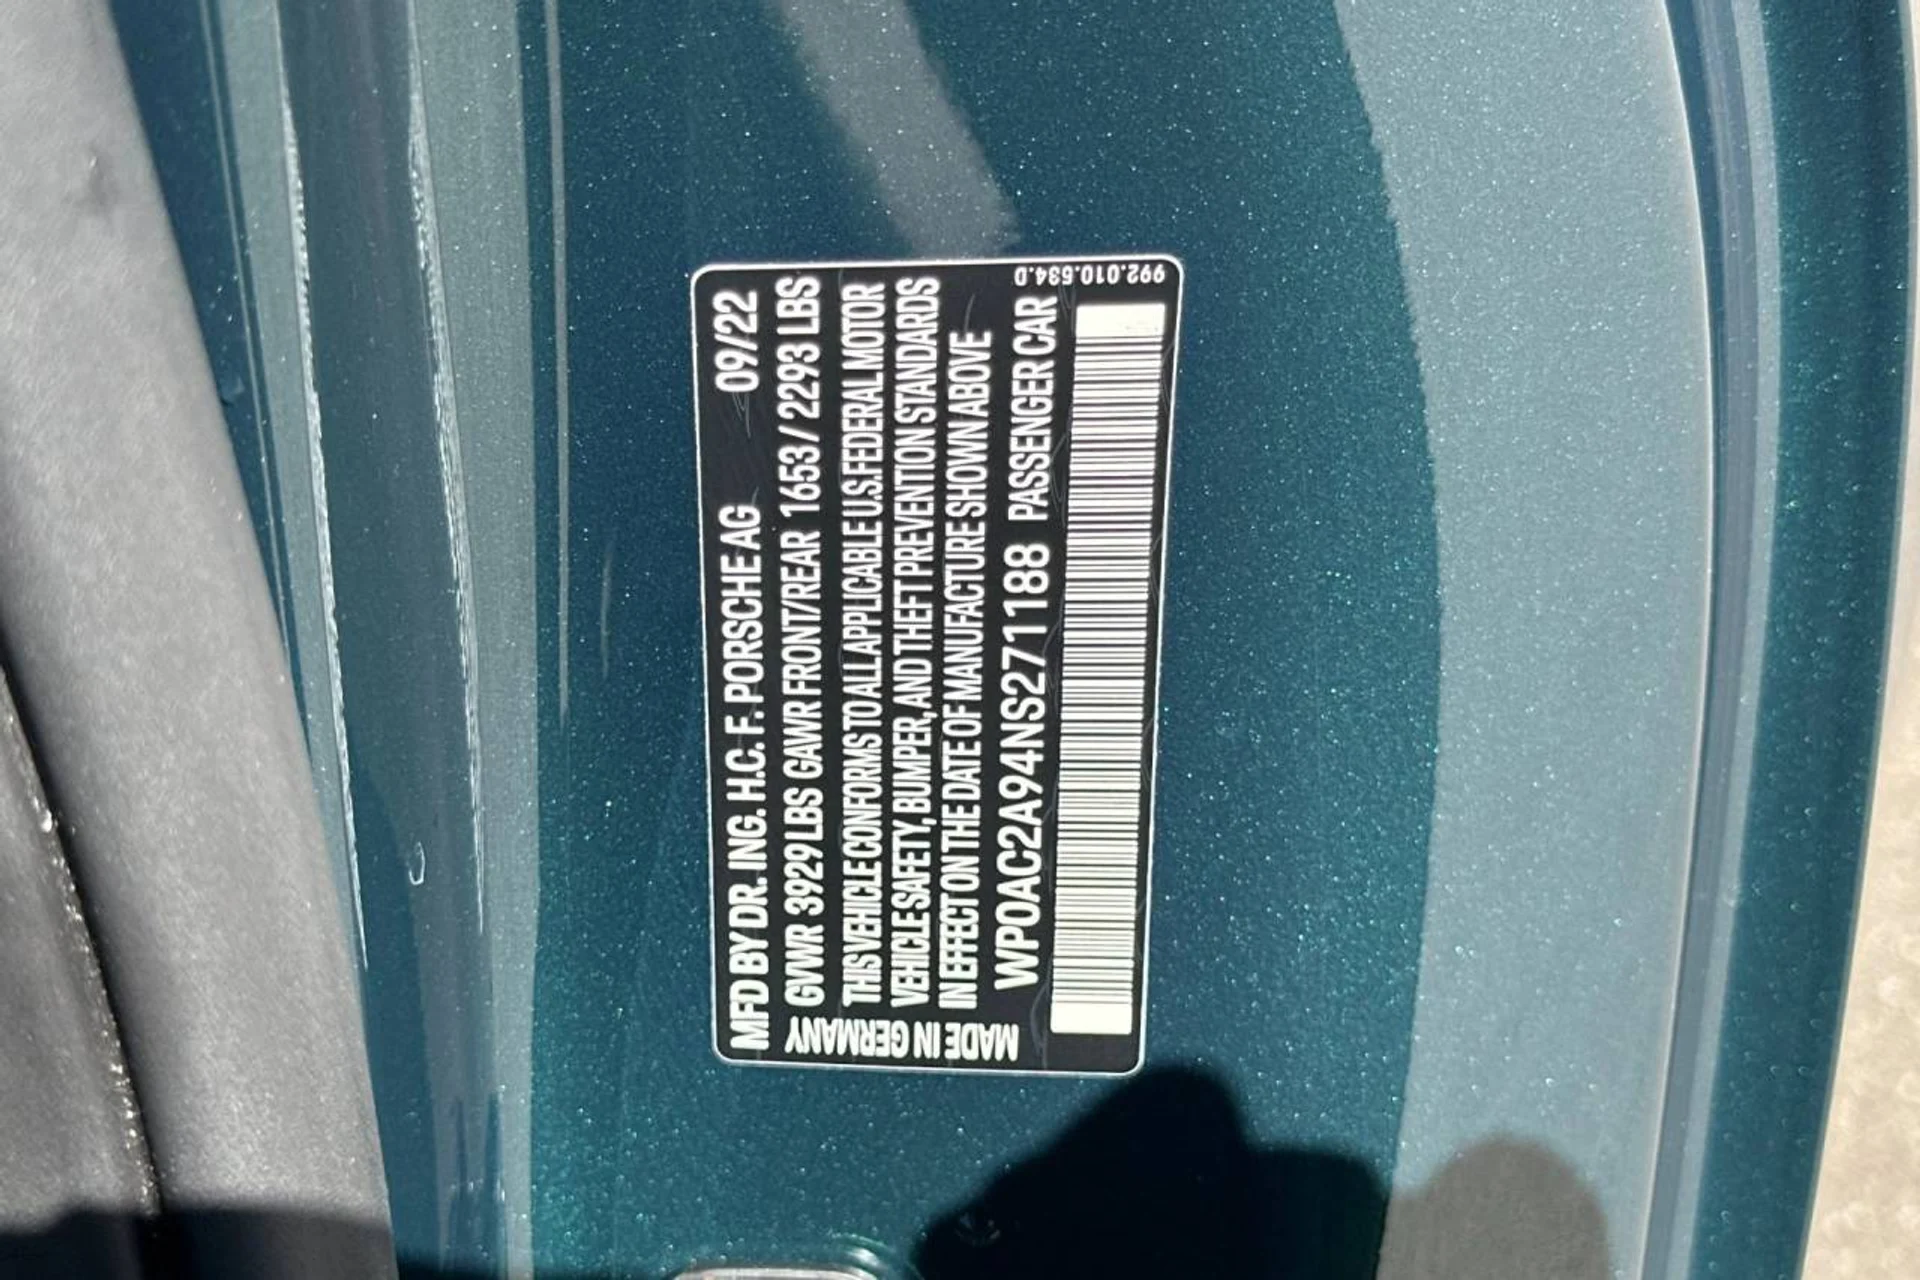 MFD BY DR. ING. H.C. F. PORSCHE AG 09/22
GVWR 3929 LBS GAWR FRONT/REAR 1653 / 2293 LBS
THIS VEHICLE CONFORMS TO ALL APPLICABLE U.S. FEDERAL MOTOR
VEHICLE SAFETY, BUMPER, AND THEFT PREVENTION STANDARDS
IN EFFECT ON THE DATE OF MANUFACTURE SHOWN ABOVE
WP0AC2A94NS271188 PASSENGER CAR
MADE IN GERMANY
992.010.634.D